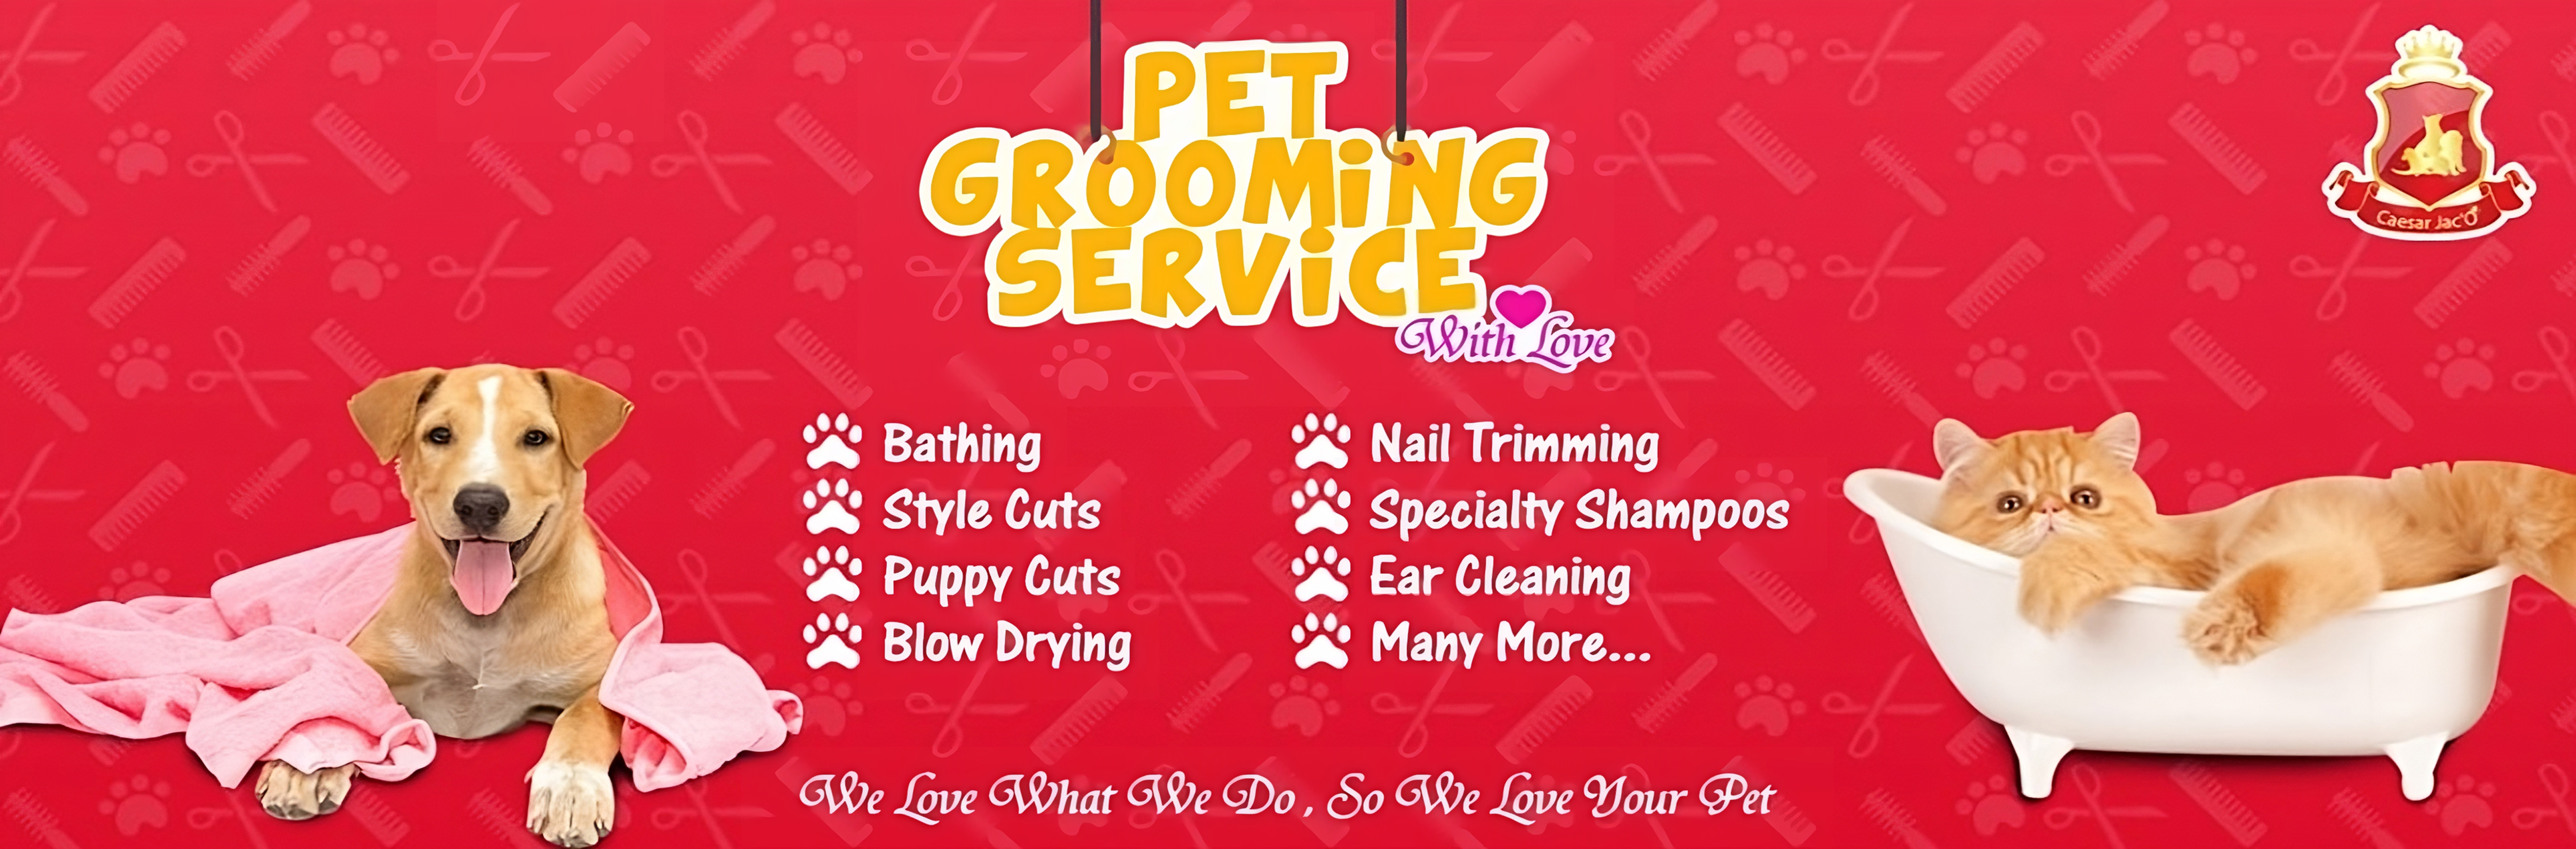 PET
GROOMiNG
SERViCE
With Love
Caesar Jac'O
Bathing
Style Cuts
Puppy Cuts
Blow Drying
Nail Trimming
Specialty Shampoos
Ear Cleaning
Many More...
We Love What We Do , So We Love Your Pet